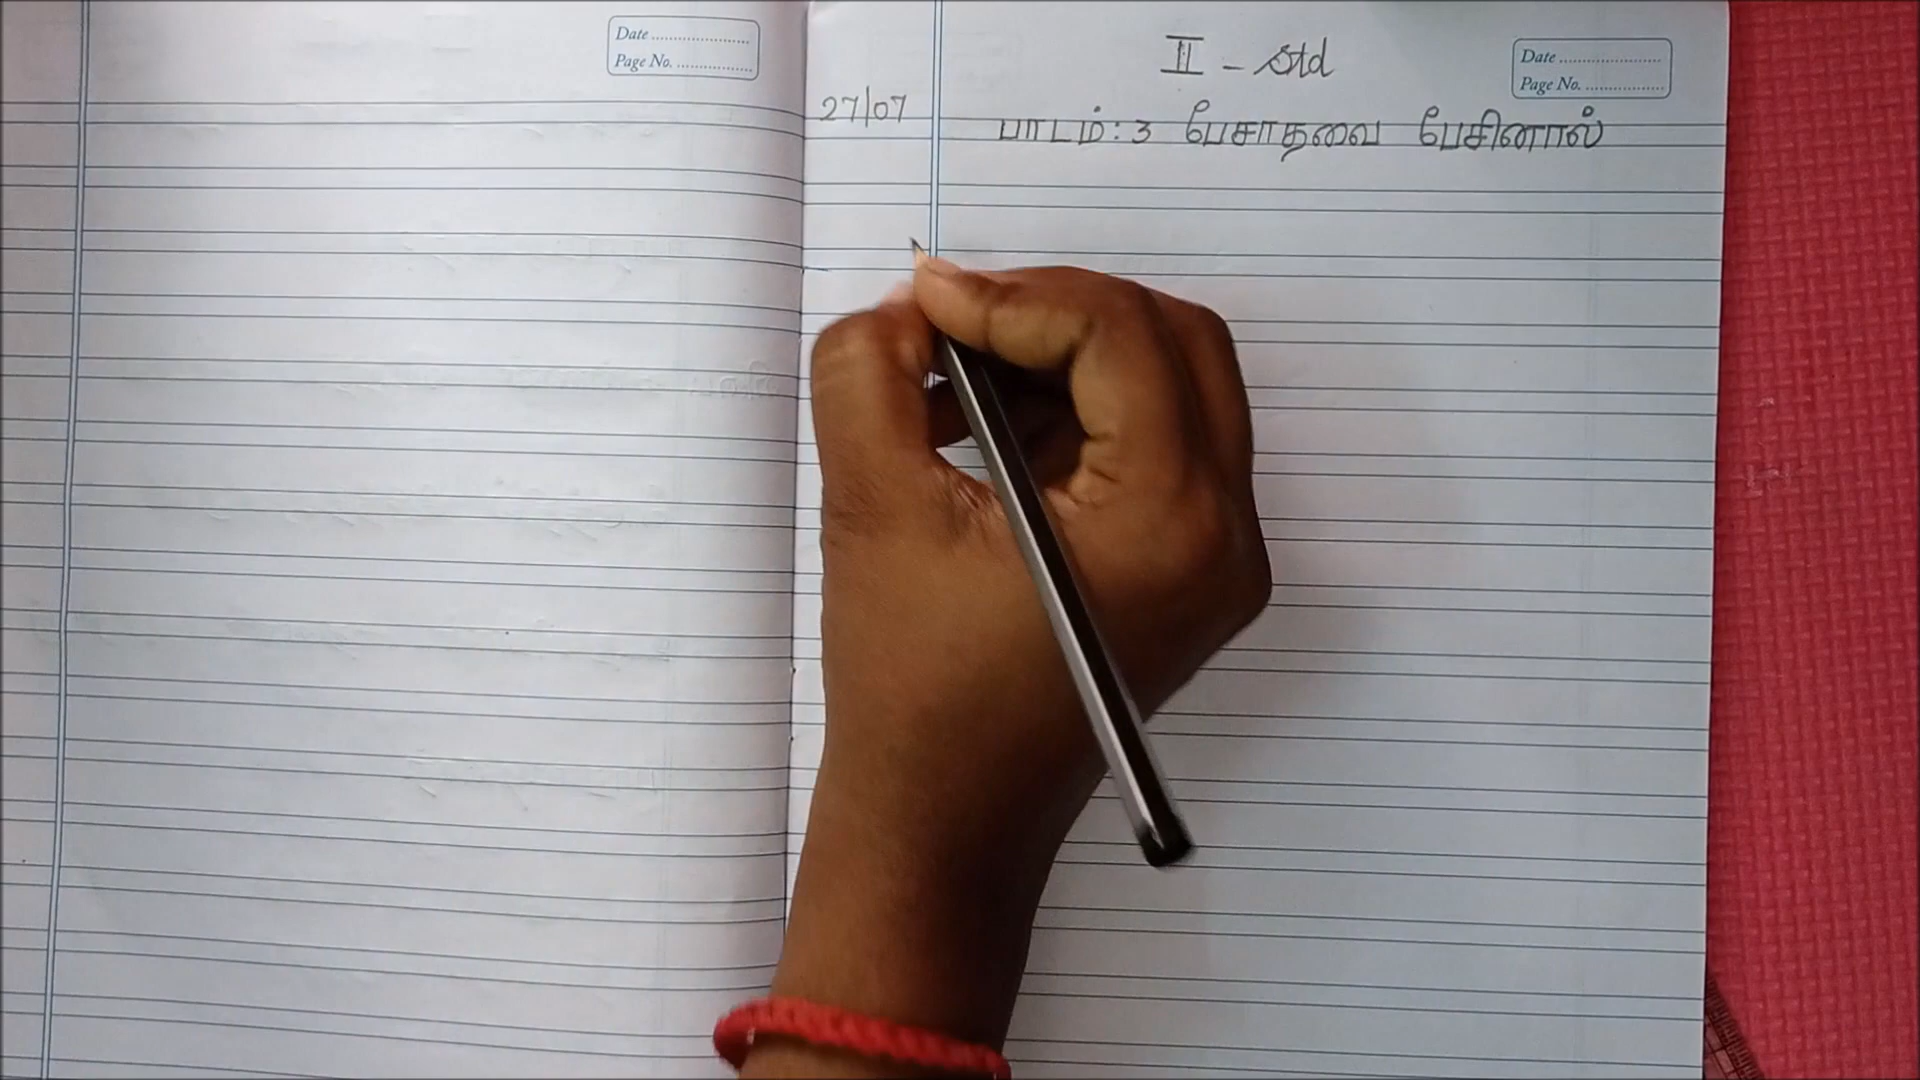 Date
Page No.
II - Std
Date
Page No.
27/07
பாடம்: 3 பேசாதவை பேசினால்